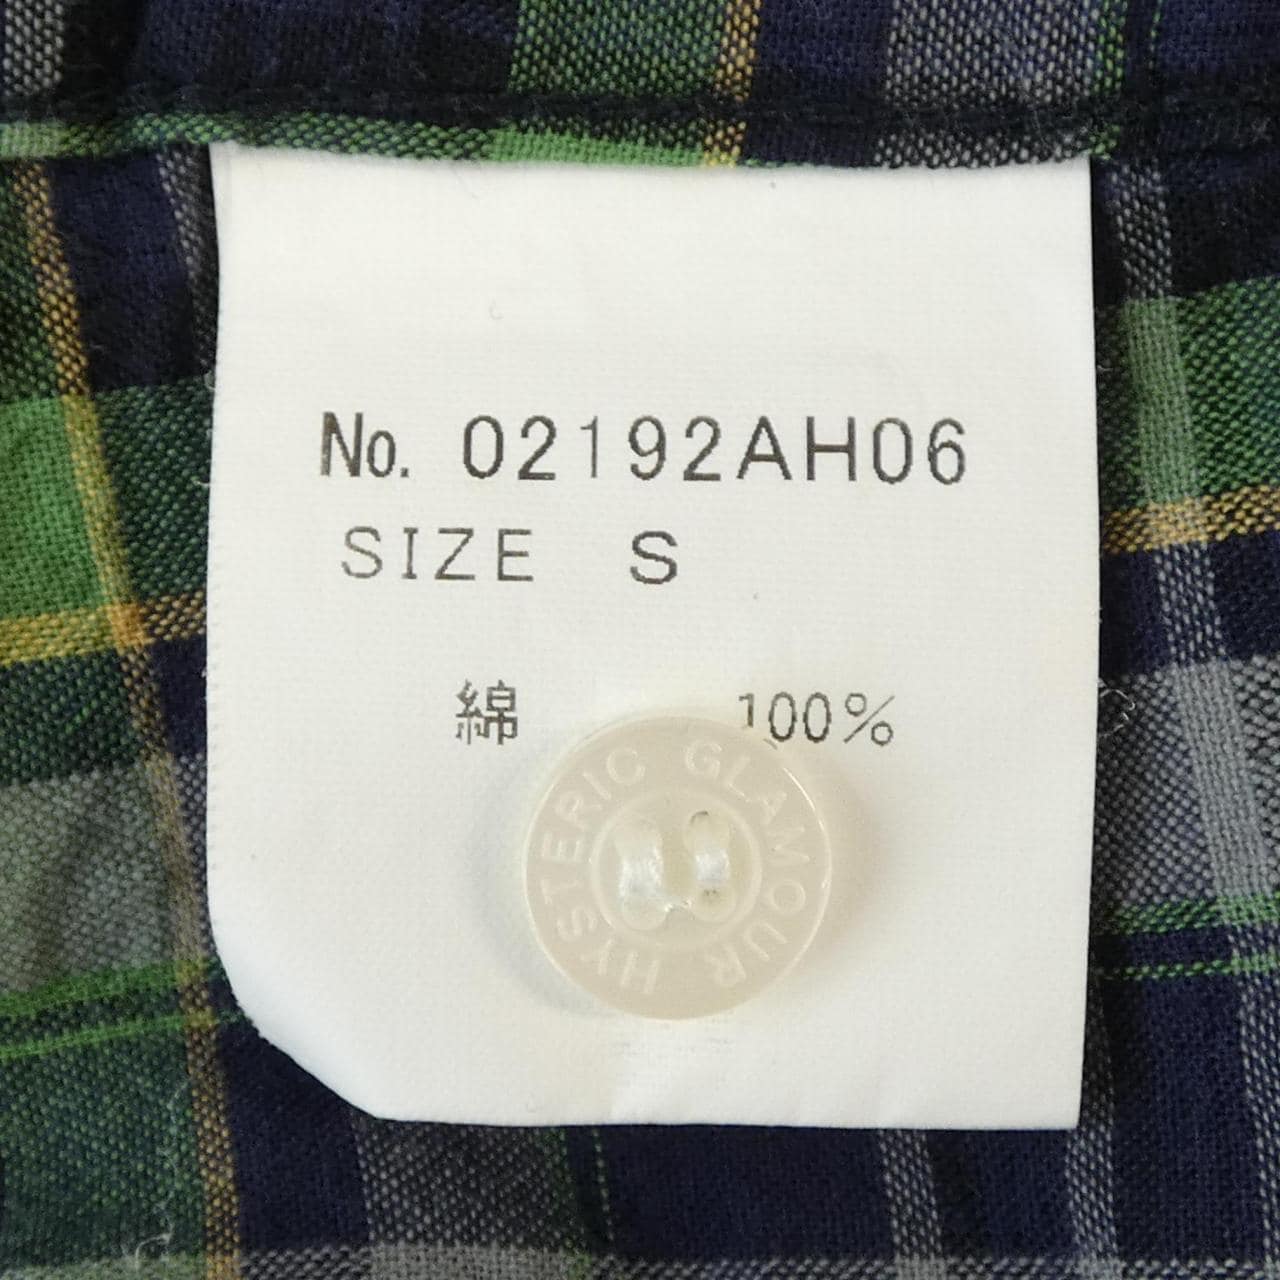 No. 02192AH06
SIZE S
綿 100%
HYSTERIC GLAMOUR